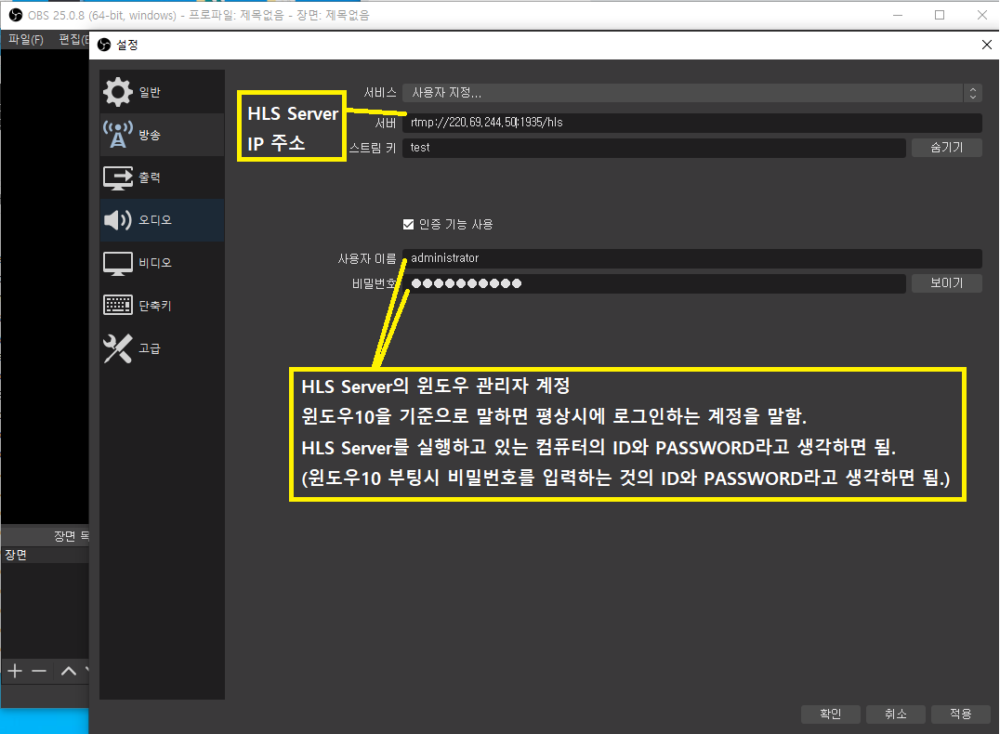 OBS 25.0.8 (64-bit, windows) - 프로파일: 제목없음 - 장면: 제목없음
파일(F) 편집(E
설정
일반
방송
출력
오디오
비디오
단축키
고급
서비스 사용자 지정...
HLS Server
IP 주소
서버 rtmp://220.69.244.50:1935/hls
스트림 키 test 숨기기
인증 기능 사용
사용자 이름 administrator
비밀번호 ●●●●●●●●●● 보이기
HLS Server의 윈도우 관리자 계정
윈도우10을 기준으로 말하면 평상시에 로그인하는 계정을 말함.
HLS Server를 실행하고 있는 컴퓨터의 ID와 PASSWORD라고 생각하면 됨.
(윈도우10 부팅시 비밀번호를 입력하는 것의 ID와 PASSWORD라고 생각하면 됨.)
장면 목
장면
확인 취소 적용